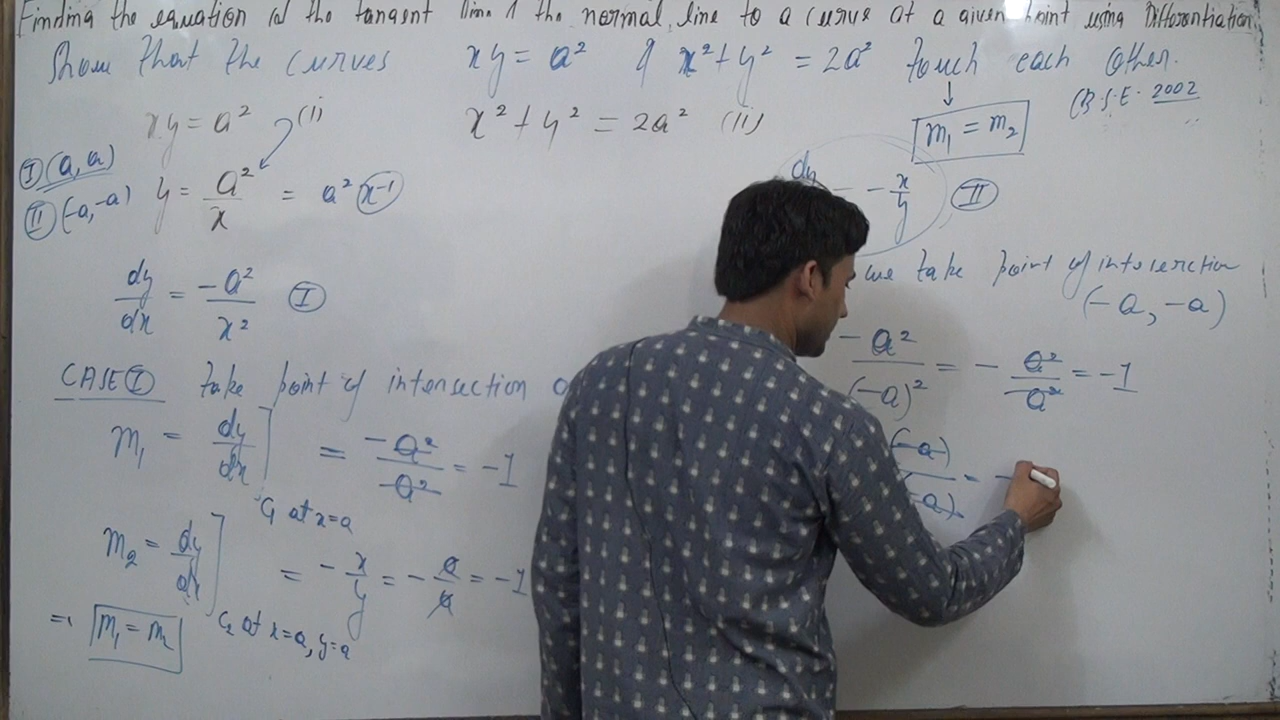 Finding the equation of the tangent line & the normal line to a curve at a given point using Differentiation
Show that the curves xy = a² & x² + y² = 2a² touch each other.
(B.S.E. 2002
↓
m₁ = m₂
xy = a² (i)
x² + y² = 2a² (ii)
Ⓘ (a, a)
Ⓘ︎Ⓘ (-a, -a)
y = a²/x = a² x⁻¹
dy/dx = -a²/x² Ⓘ
CASE Ⓘ take point of intersection
m₁ = dy/dx] C₁ at x=a = -a²/a² = -1
m₂ = dy/dx] C₂ at x=a, y=a = -x/y = -a/a = -1
⇒ m₁ = m₂
dy = -x/y Ⓘ︎Ⓘ
we take point of intersection
(-a, -a)
-a²/(-a)² = -a²/a² = -1
(-a)/(-a) = -